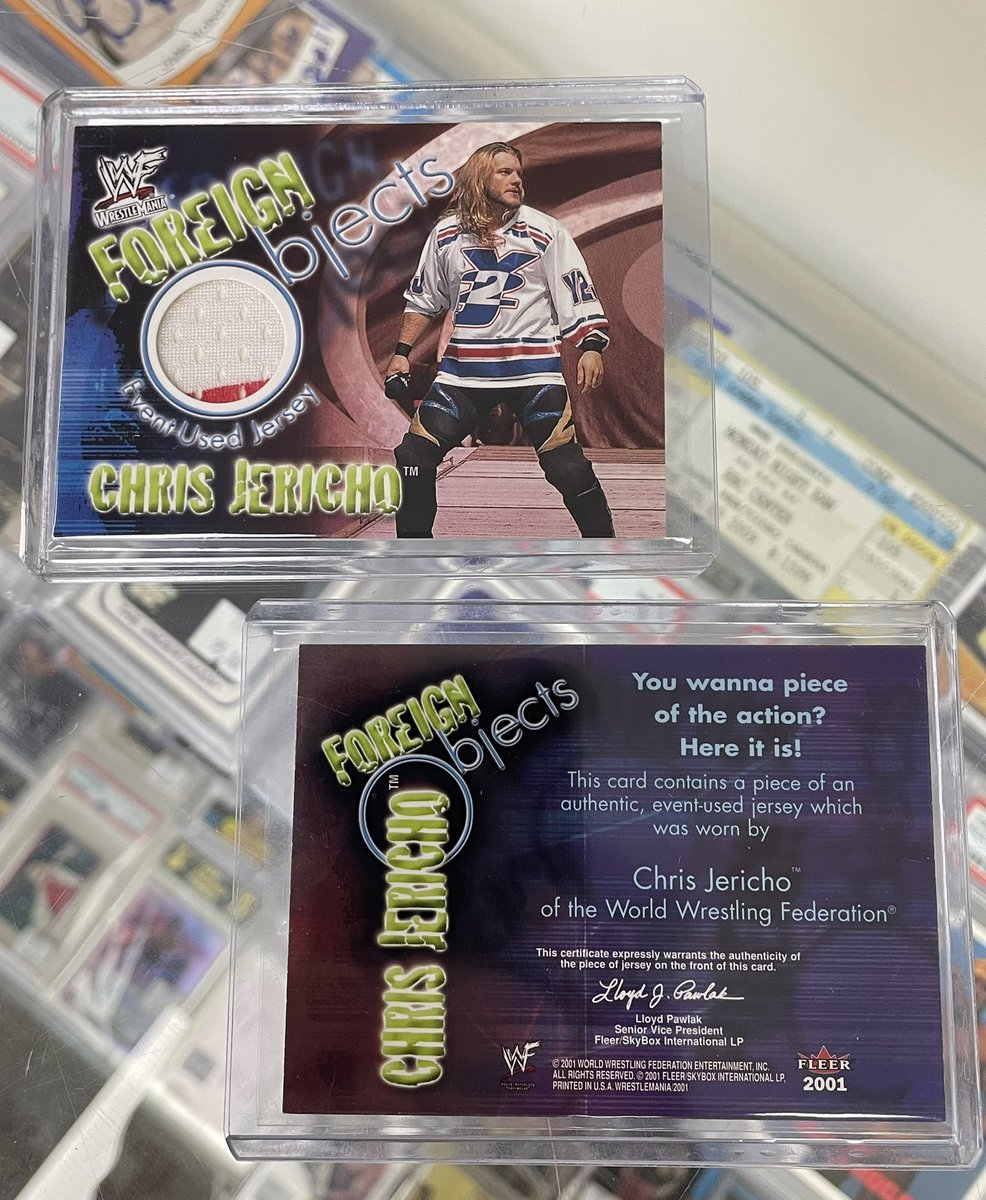 WF
WRESTLEMANIA
FOREIGN
Objects
Event-Used Jersey
CHRIS JERICHO™
Y2J
Y2
FOREIGN
Objects
CHRIS JERICHO™
You wanna piece
of the action?
Here it is!
This card contains a piece of an
authentic, event-used jersey which
was worn by
Chris Jericho™
of the World Wrestling Federation®
This certificate expressly warrants the authenticity of
the piece of jersey on the front of this card.
Lloyd J. Pawlak
Lloyd Pawlak
Senior Vice President
Fleer/SkyBox International LP
WF
© 2001 WORLD WRESTLING FEDERATION ENTERTAINMENT, INC.
ALL RIGHTS RESERVED. © 2001 FLEER/SKYBOX INTERNATIONAL LP,
PRINTED IN U.S.A. WRESTLEMANIA/2001
FLEER
2001